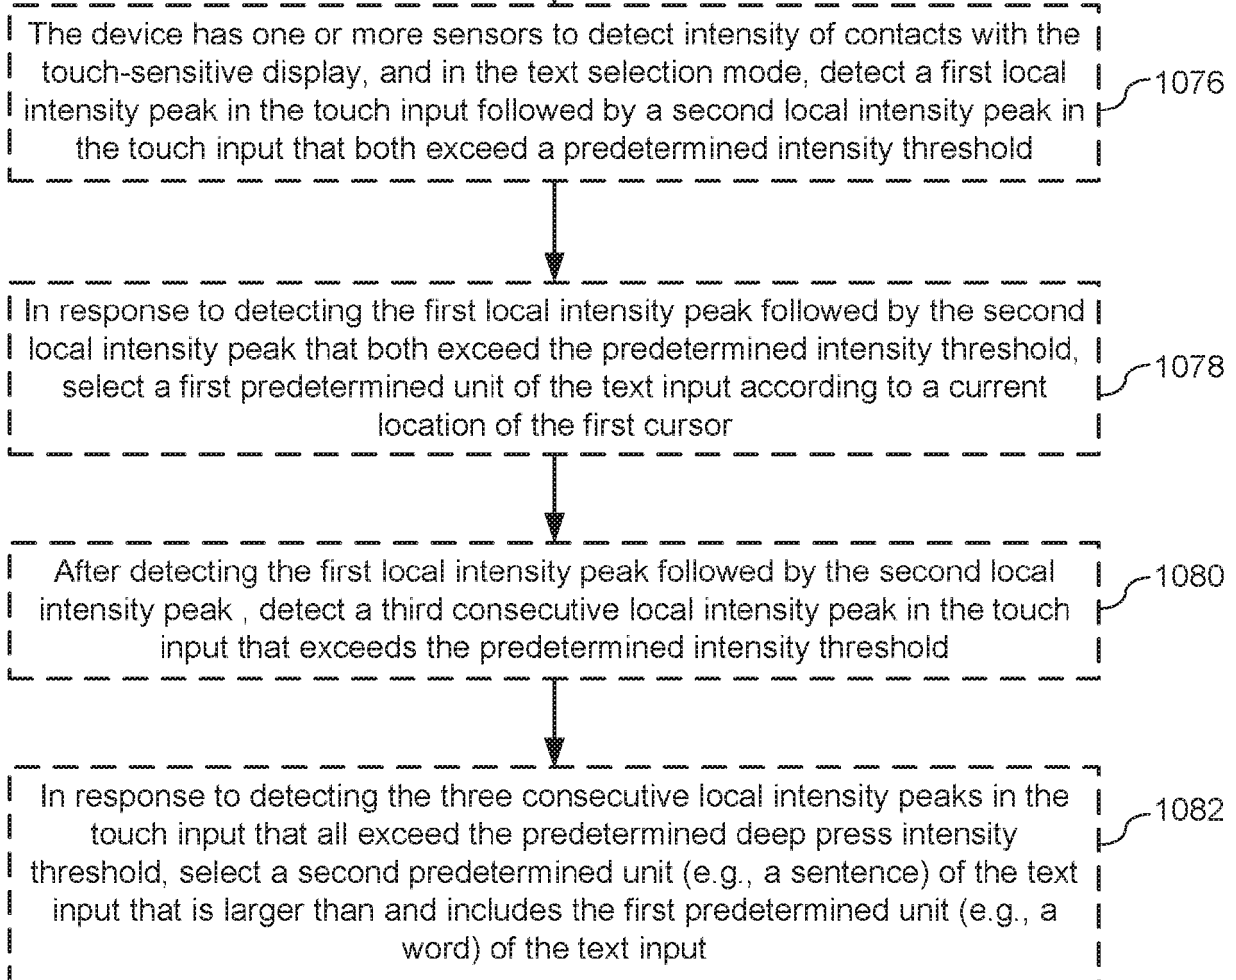 The device has one or more sensors to detect intensity of contacts with the
touch-sensitive display, and in the text selection mode, detect a first local
intensity peak in the touch input followed by a second local intensity peak in
the touch input that both exceed a predetermined intensity threshold
1076
In response to detecting the first local intensity peak followed by the second
local intensity peak that both exceed the predetermined intensity threshold,
select a first predetermined unit of the text input according to a current
location of the first cursor
1078
After detecting the first local intensity peak followed by the second local
intensity peak , detect a third consecutive local intensity peak in the touch
input that exceeds the predetermined intensity threshold
1080
In response to detecting the three consecutive local intensity peaks in the
touch input that all exceed the predetermined deep press intensity
threshold, select a second predetermined unit (e.g., a sentence) of the text
input that is larger than and includes the first predetermined unit (e.g., a
word) of the text input
1082